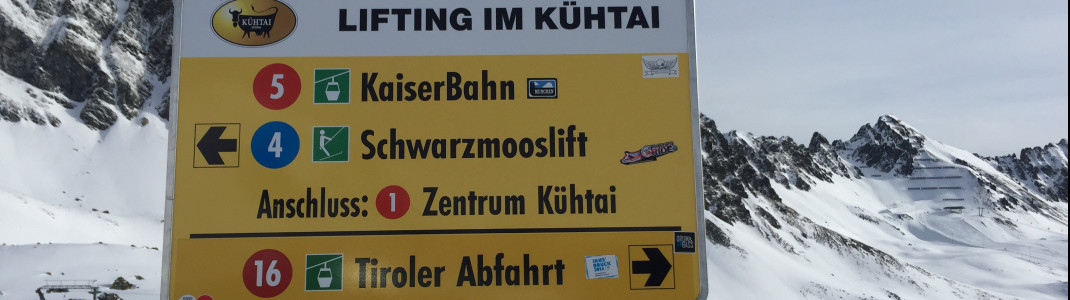 KÜHTAI
LIFTING IM KÜHTAI
5 KaiserBahn
4 Schwarzmooslift
Anschluss: 1 Zentrum Kühtai
16 Tiroler Abfahrt